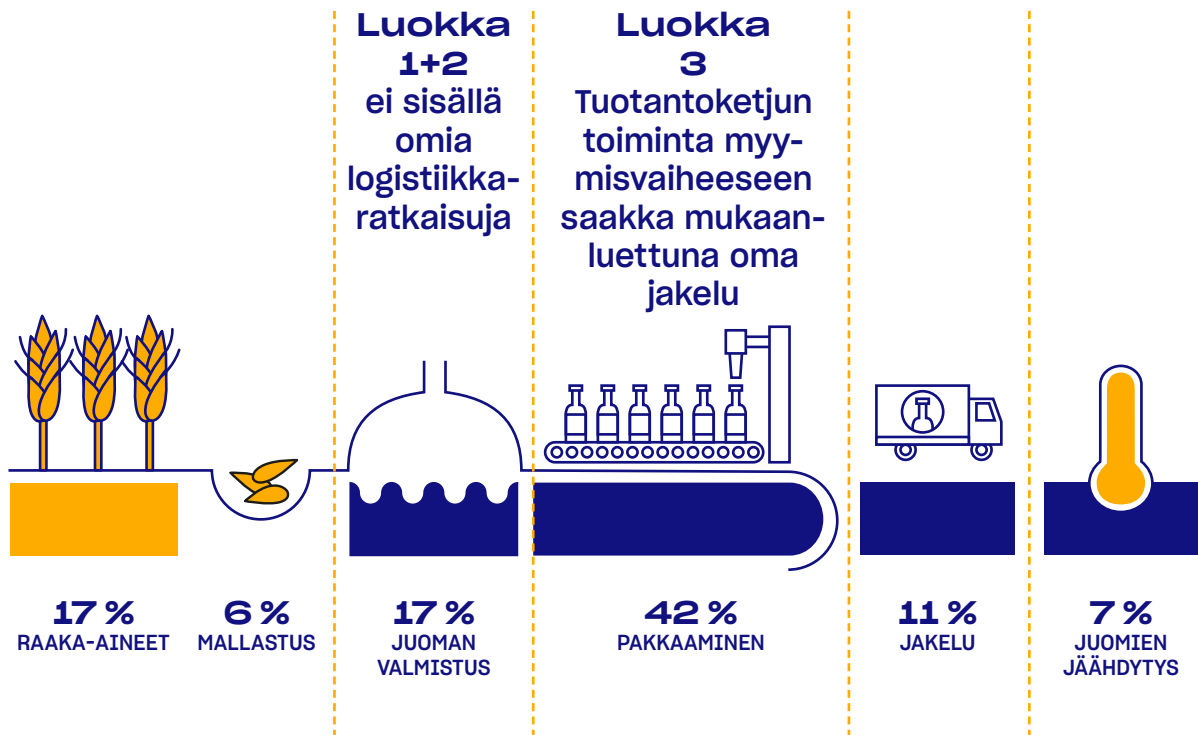 Luokka
1+2
ei sisällä
omia
logistiikka-
ratkaisuja
Luokka
3
Tuotantoketjun
toiminta myy-
misvaiheeseen
saakka mukaan-
luettuna oma
jakelu
17 %
RAAKA-AINEET
6 %
MALLASTUS
17 %
JUOMAN
VALMISTUS
42 %
PAKKAAMINEN
11 %
JAKELU
7 %
JUOMIEN
JÄÄHDYTYS